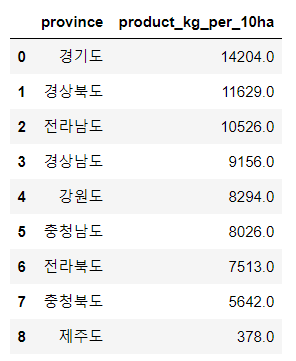 province product_kg_per_10ha
0 경기도 14204.0
1 경상북도 11629.0
2 전라남도 10526.0
3 경상남도 9156.0
4 강원도 8294.0
5 충청남도 8026.0
6 전라북도 7513.0
7 충청북도 5642.0
8 제주도 378.0